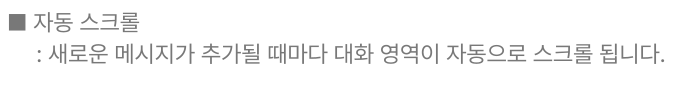 ■ 자동 스크롤
: 새로운 메시지가 추가될 때마다 대화 영역이 자동으로 스크롤 됩니다.